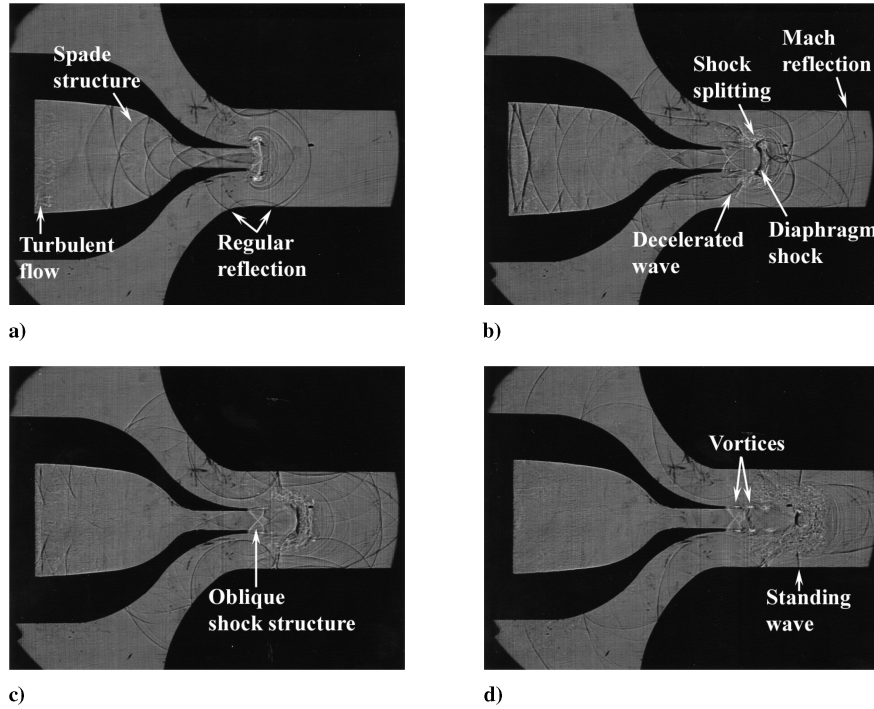 Spade
structure
Turbulent
flow
Regular
reflection
a)
Mach
reflection
Shock
splitting
Decelerated
wave
Diaphragm
shock
b)
Oblique
shock structure
c)
Vortices
Standing
wave
d)